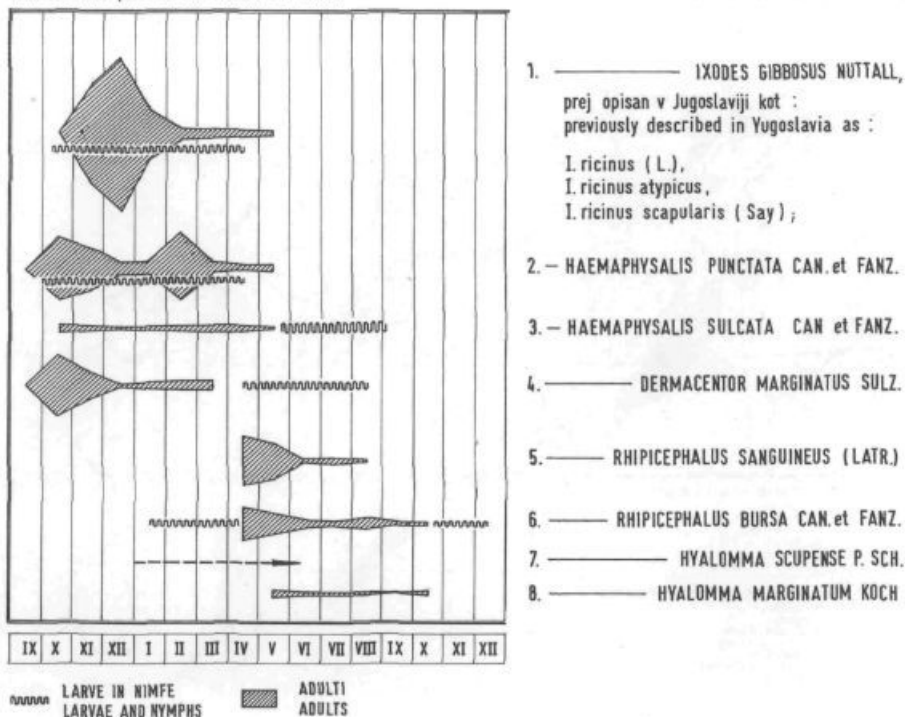 1. IXODES GIBBOSUS NUTTALL,
prej opisan v Jugoslaviji kot :
previously described in Yugoslavia as :
I. ricinus ( L.),
I. ricinus atypicus,
I. ricinus scapularis ( Say ) ;
2. – HAEMAPHYSALIS PUNCTATA CAN. et FANZ.
3. – HAEMAPHYSALIS SULCATA CAN et FANZ.
4. DERMACENTOR MARGINATUS SULZ.
5. RHIPICEPHALUS SANGUINEUS ( LATR.)
6. RHIPICEPHALUS BURSA CAN. et FANZ.
7. HYALOMMA SCUPENSE P. SCH.
8. HYALOMMA MARGINATUM KOCH
IX X XI XII I II III IV V VI VII VIII IX X XI XII
LARVE IN NIMFE
LARVAE AND NYMPHS
ADULTI
ADULTS